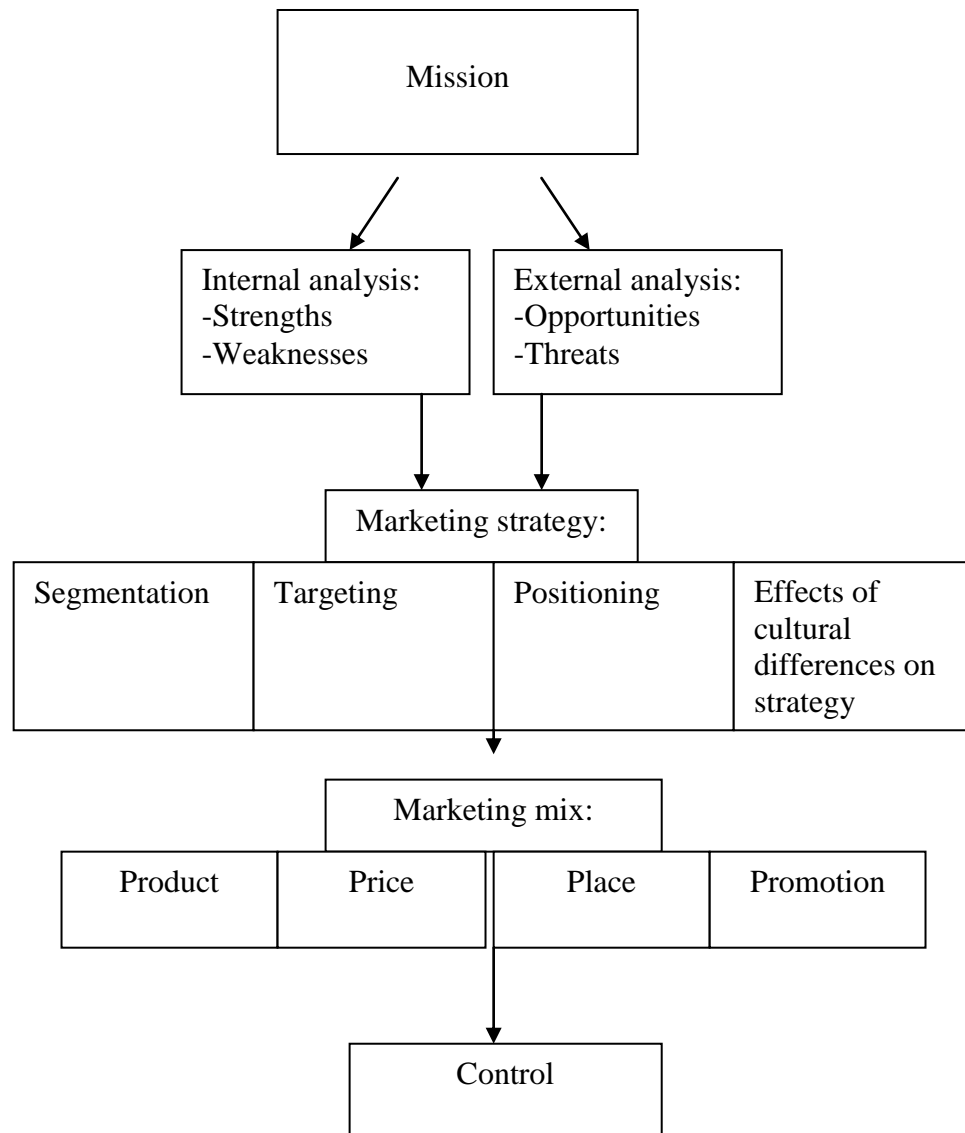 Mission
Internal analysis:
-Strengths
-Weaknesses
External analysis:
-Opportunities
-Threats
Marketing strategy:
Segmentation
Targeting
Positioning
Effects of
cultural
differences on
strategy
Marketing mix:
Product
Price
Place
Promotion
Control